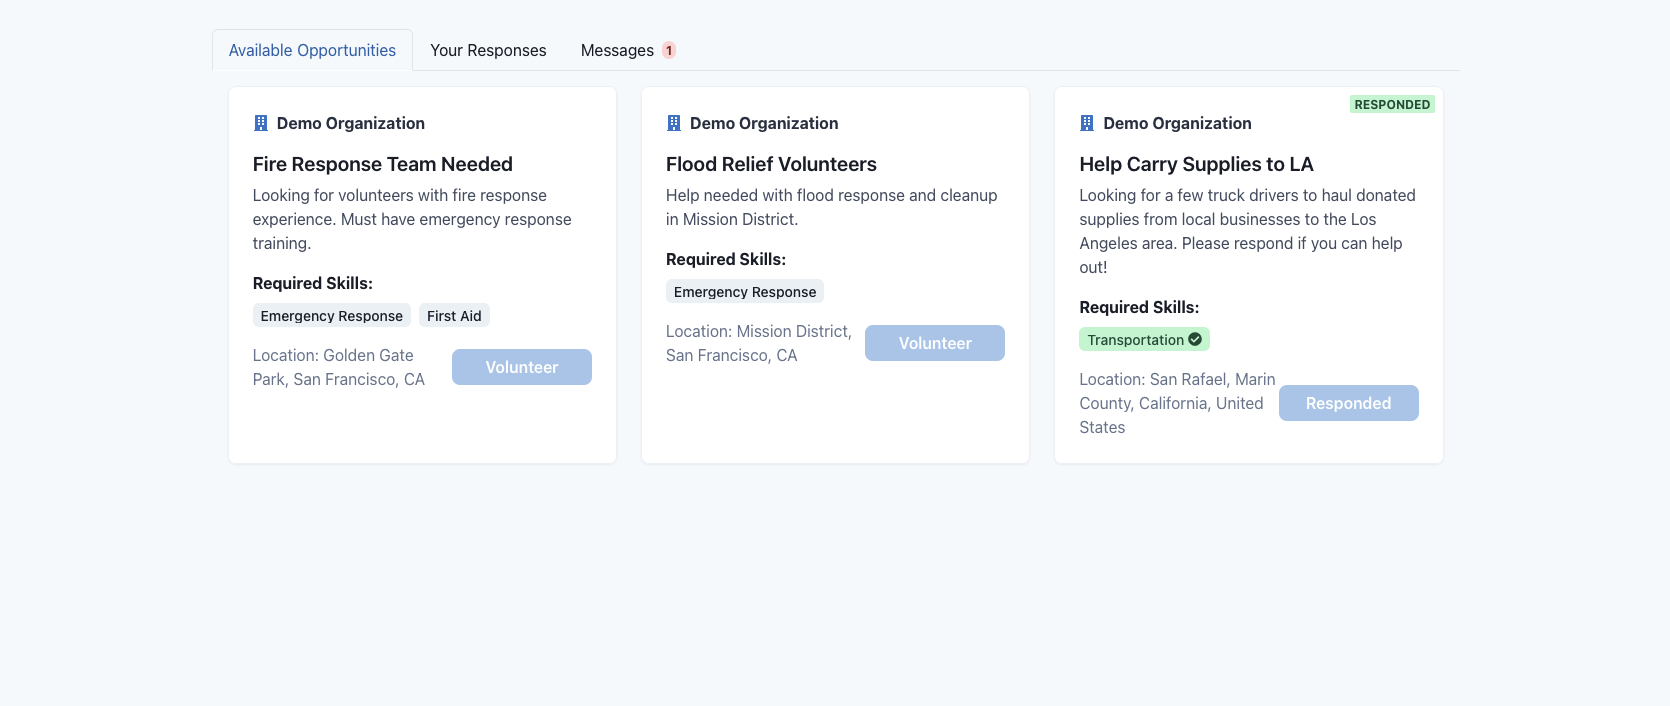 Available Opportunities
Your Responses
Messages 1
Demo Organization
Fire Response Team Needed
Looking for volunteers with fire response
experience. Must have emergency response
training.
Required Skills:
Emergency Response
First Aid
Location: Golden Gate
Park, San Francisco, CA
Volunteer
Demo Organization
Flood Relief Volunteers
Help needed with flood response and cleanup
in Mission District.
Required Skills:
Emergency Response
Location: Mission District,
San Francisco, CA
Volunteer
RESPONDED
Demo Organization
Help Carry Supplies to LA
Looking for a few truck drivers to haul donated
supplies from local businesses to the Los
Angeles area. Please respond if you can help
out!
Required Skills:
Transportation
Location: San Rafael, Marin
County, California, United
States
Responded